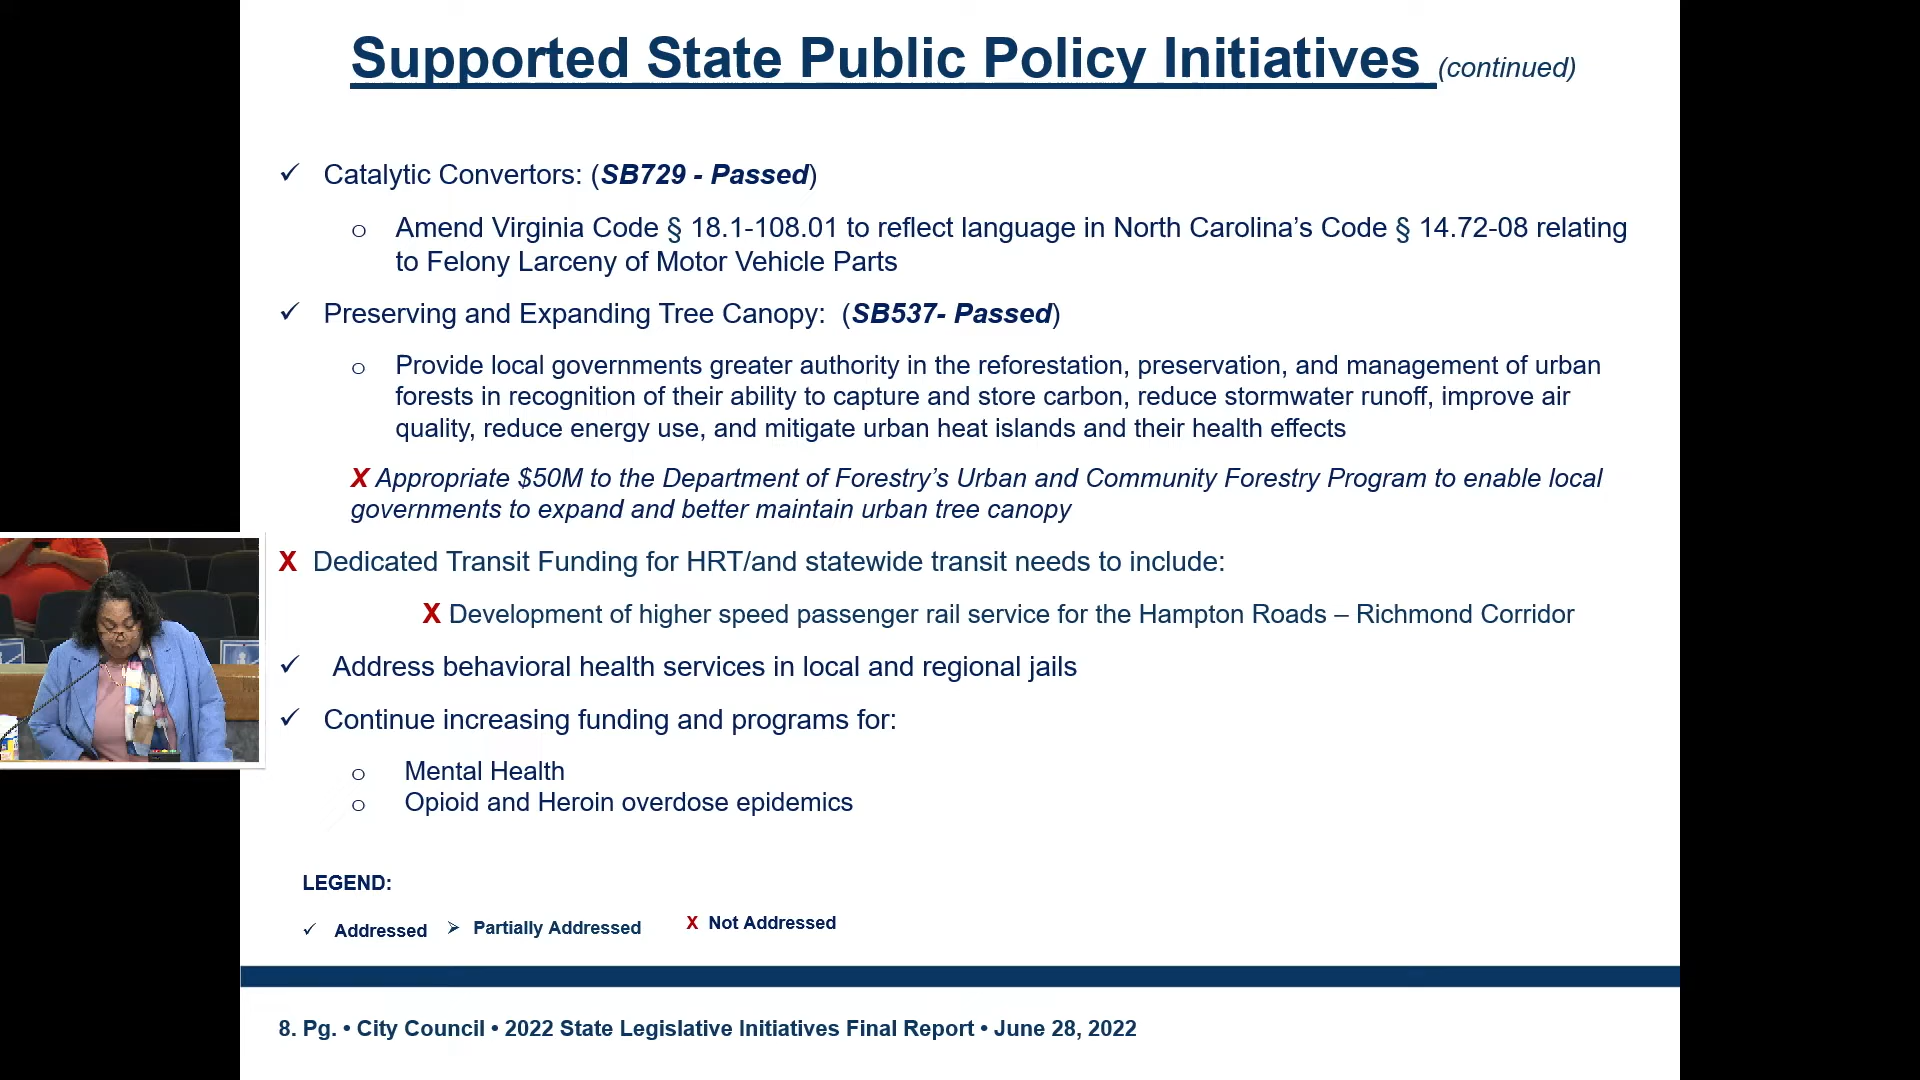 Supported State Public Policy Initiatives (continued)
✓ Catalytic Convertors: (SB729 - Passed)
o Amend Virginia Code § 18.1-108.01 to reflect language in North Carolina’s Code § 14.72-08 relating
to Felony Larceny of Motor Vehicle Parts
✓ Preserving and Expanding Tree Canopy: (SB537- Passed)
o Provide local governments greater authority in the reforestation, preservation, and management of urban
forests in recognition of their ability to capture and store carbon, reduce stormwater runoff, improve air
quality, reduce energy use, and mitigate urban heat islands and their health effects
X Appropriate $50M to the Department of Forestry’s Urban and Community Forestry Program to enable local
governments to expand and better maintain urban tree canopy
X Dedicated Transit Funding for HRT/and statewide transit needs to include:
X Development of higher speed passenger rail service for the Hampton Roads – Richmond Corridor
✓ Address behavioral health services in local and regional jails
✓ Continue increasing funding and programs for:
o Mental Health
o Opioid and Heroin overdose epidemics
LEGEND:
✓ Addressed ➢ Partially Addressed X Not Addressed
8. Pg. • City Council • 2022 State Legislative Initiatives Final Report • June 28, 2022